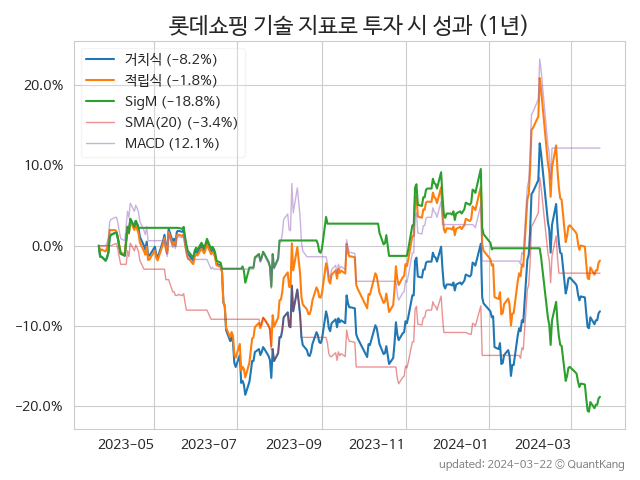 롯데쇼핑 기술 지표로 투자 시 성과 (1년)
거치식 (−8.2%)
적립식 (−1.8%)
SigM (−18.8%)
SMA(20) (−3.4%)
MACD (12.1%)
20.0%
10.0%
0.0%
−10.0%
−20.0%
2023-05 2023-07 2023-09 2023-11 2024-01 2024-03
updated: 2024-03-22 © QuantKang